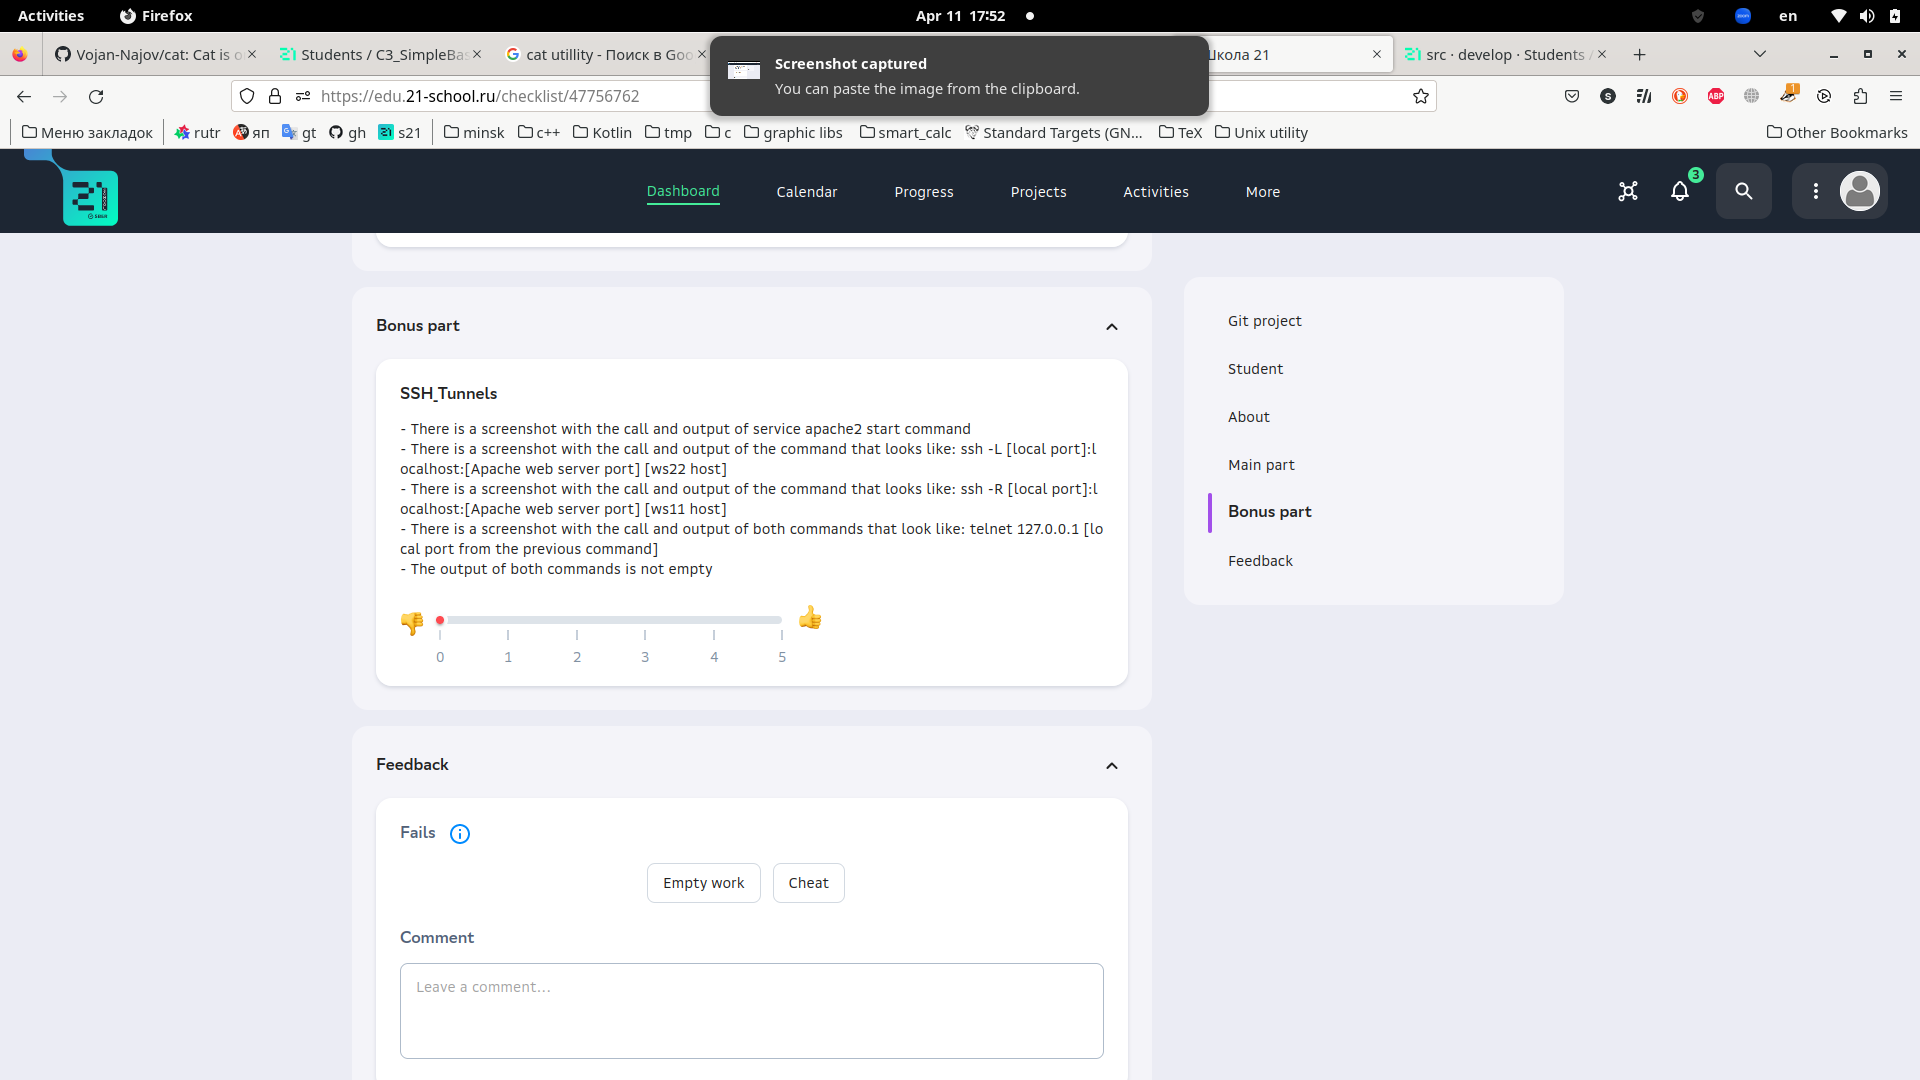 Activities
Firefox
Apr 11 17:52
en
Vojan-Najov/cat: Cat is o
Students / C3_SimpleBas
cat utillity - Поиск в Goo
Школа 21
src · develop · Students /
Screenshot captured
You can paste the image from the clipboard.
https://edu.21-school.ru/checklist/47756762
Меню закладок
rutr
яп
gt
gh
s21
minsk
c++
Kotlin
tmp
c
graphic libs
smart_calc
Standard Targets (GN...
TeX
Unix utility
Other Bookmarks
Dashboard
Calendar
Progress
Projects
Activities
More
3
Bonus part
SSH_Tunnels
- There is a screenshot with the call and output of service apache2 start command
- There is a screenshot with the call and output of the command that looks like: ssh -L [local port]:l
ocalhost:[Apache web server port] [ws22 host]
- There is a screenshot with the call and output of the command that looks like: ssh -R [local port]:l
ocalhost:[Apache web server port] [ws11 host]
- There is a screenshot with the call and output of both commands that look like: telnet 127.0.0.1 [lo
cal port from the previous command]
- The output of both commands is not empty
0 1 2 3 4 5
Git project
Student
About
Main part
Bonus part
Feedback
Feedback
Fails
Empty work
Cheat
Comment
Leave a comment...